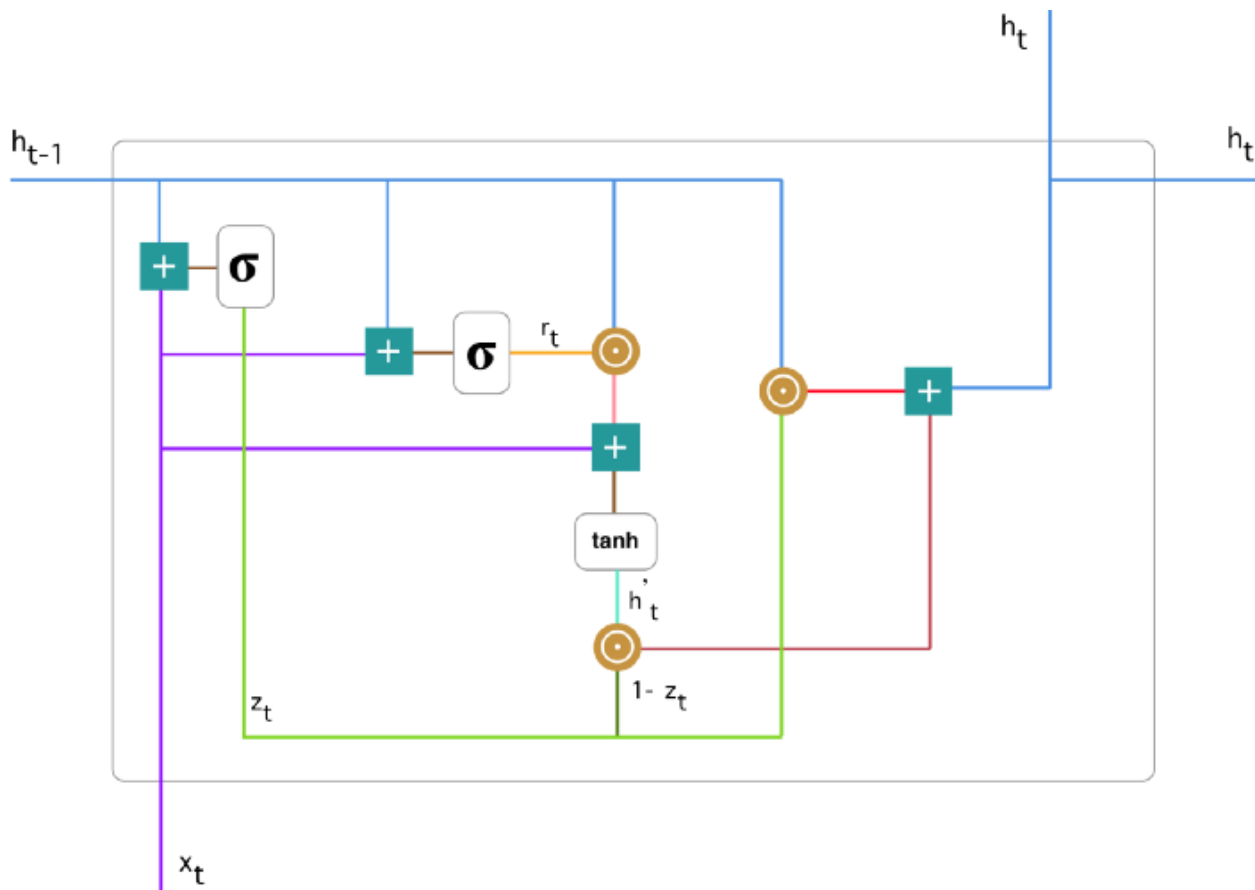 h_t
h_{t-1}
h_t
+
σ
+
σ
r_t
+
+
tanh
h'_t
1- z_t
z_t
x_t